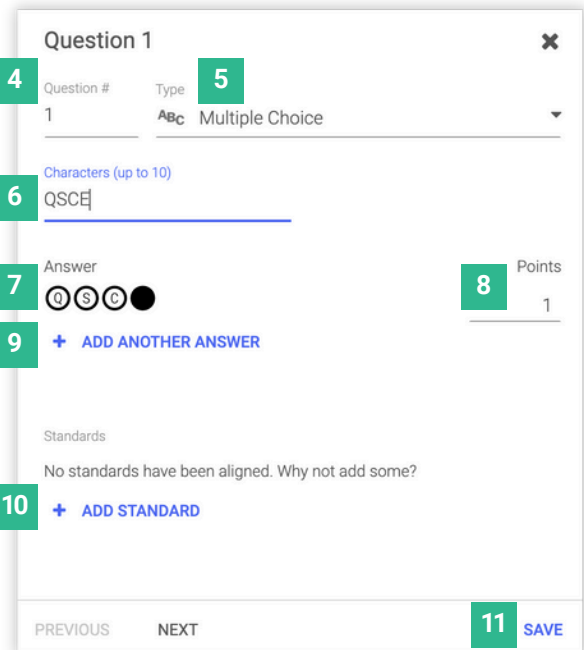 Question 1
4 Question # Type 5
1 ABC Multiple Choice
Characters (up to 10)
6 QSCE
7 Answer 8 Points
Q S C 1
9 + ADD ANOTHER ANSWER
Standards
No standards have been aligned. Why not add some?
10 + ADD STANDARD
PREVIOUS NEXT 11 SAVE